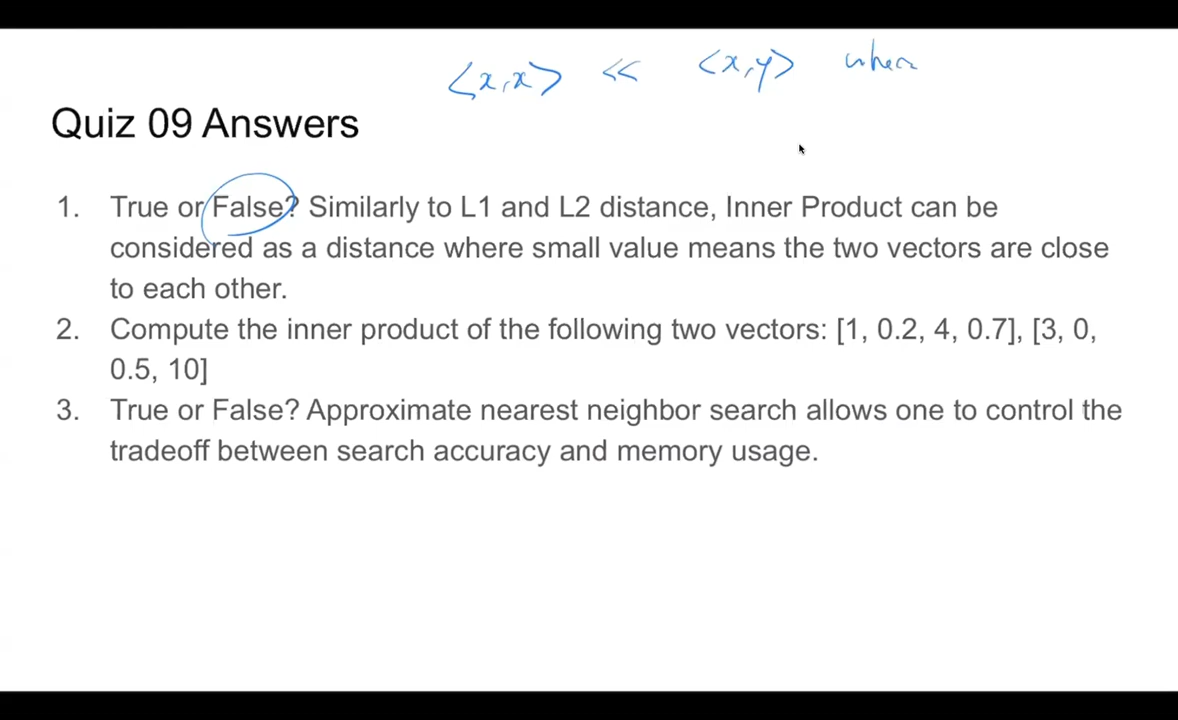 <x,x> << <x,y> when
Quiz 09 Answers
1. True or False? Similarly to L1 and L2 distance, Inner Product can be
considered as a distance where small value means the two vectors are close
to each other.
2. Compute the inner product of the following two vectors: [1, 0.2, 4, 0.7], [3, 0,
0.5, 10]
3. True or False? Approximate nearest neighbor search allows one to control the
tradeoff between search accuracy and memory usage.